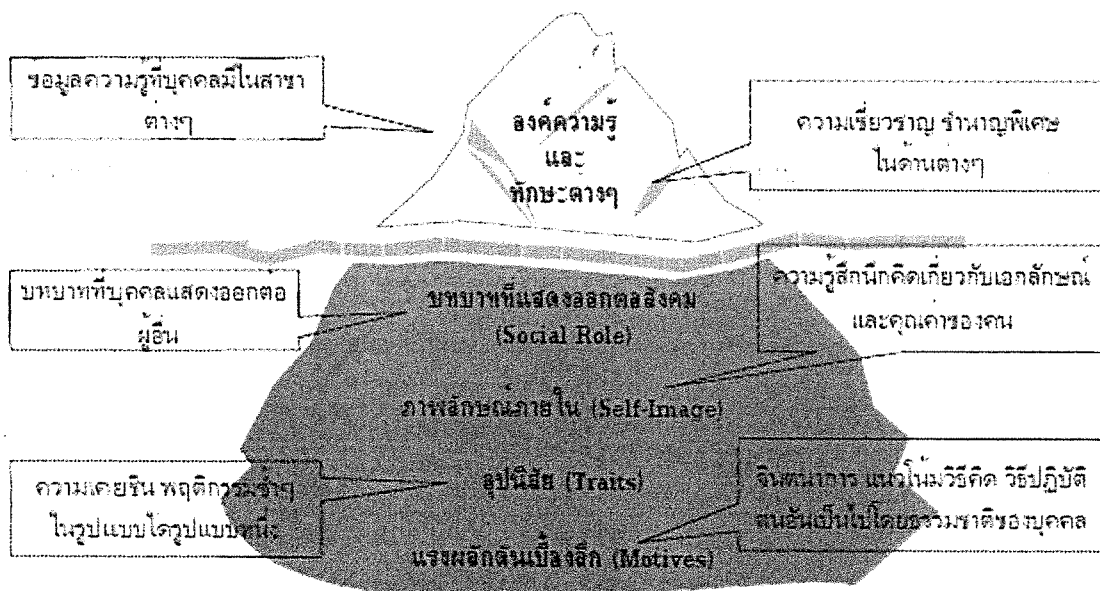 ข้อมูลความรู้ที่บุคคลมีในสาขา
ต่างๆ
องค์ความรู้
และ
ทักษะต่างๆ
ความเชี่ยวชาญ ชำนาญพิเศษ
ในด้านต่างๆ
บทบาทที่บุคคลแสดงออกต่อ
ผู้อื่น
บทบาทที่แสดงออกต่อสังคม
(Social Role)
ความรู้สึกนึกคิดเกี่ยวกับเอกลักษณ์
และคุณค่าของตน
ภาพลักษณ์ภายใน (Self-Image)
ความเคยชิน พฤติกรรมซ้ำๆ
ในรูปแบบใดรูปแบบหนึ่ง
อุปนิสัย (Traits)
จินตนาการ แนวโน้มวิธีคิด วิธีปฏิบัติ
ตนอันเป็นไปโดยธรรมชาติของบุคคล
แรงผลักดันเบื้องลึก (Motives)